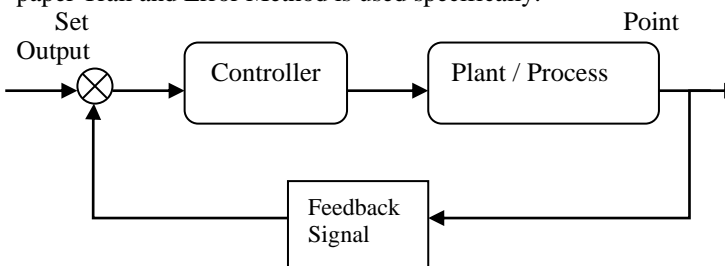 paper Trail and Error Method is used specifically.
Set Point
Output
Controller
Plant / Process
Feedback
Signal